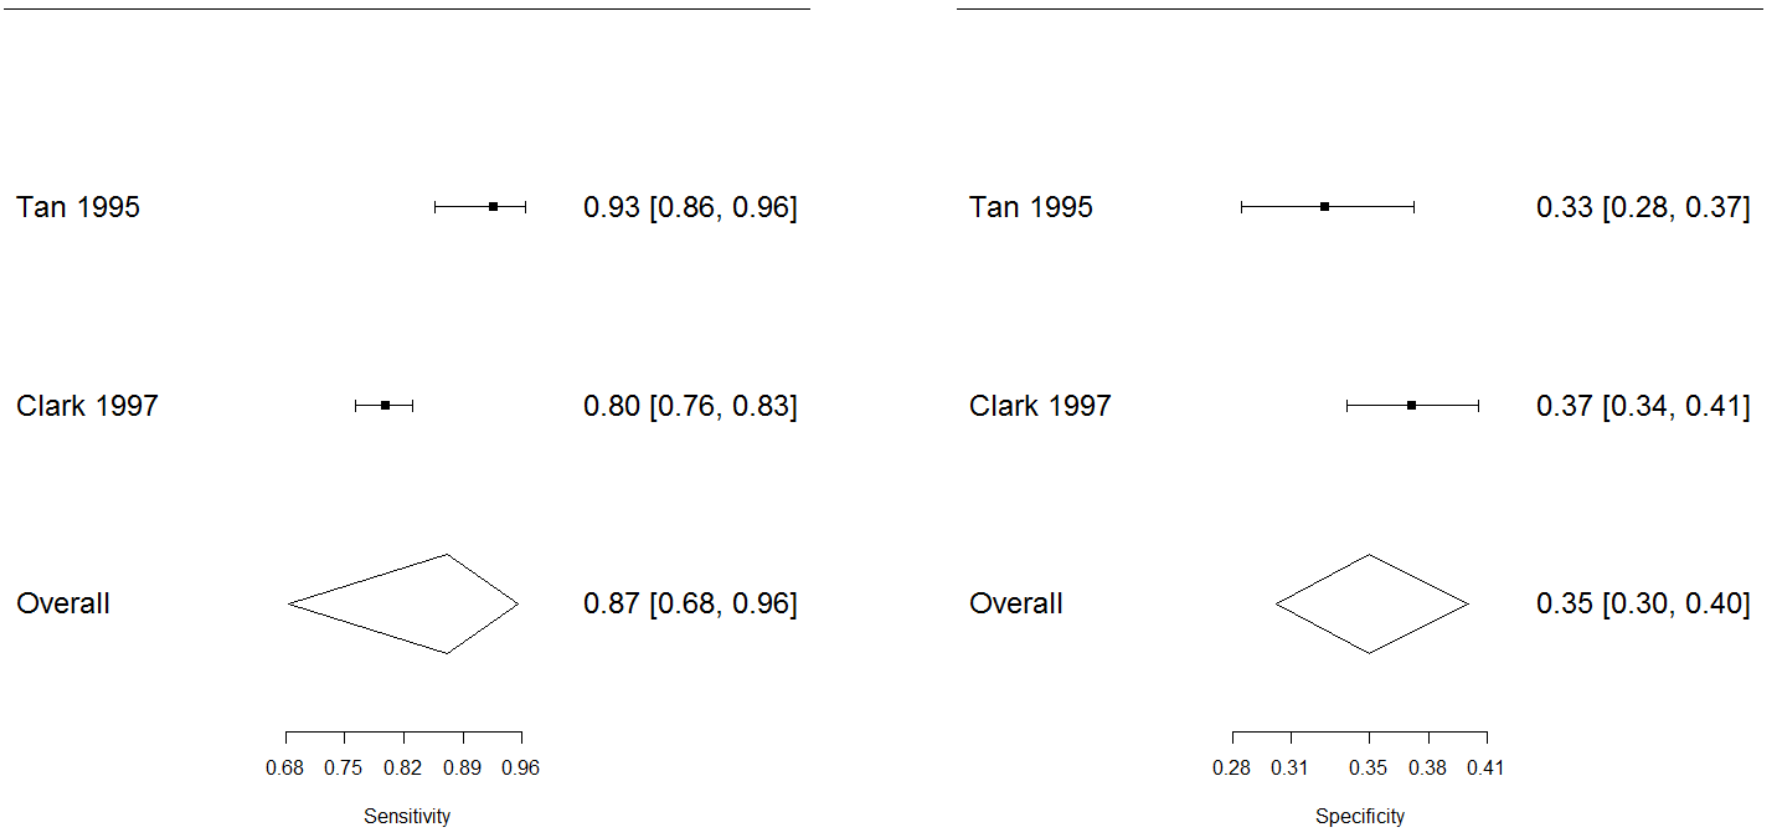 Tan 1995 0.93 [0.86, 0.96]
Clark 1997 0.80 [0.76, 0.83]
Overall 0.87 [0.68, 0.96]
0.68 0.75 0.82 0.89 0.96
Sensitivity
Tan 1995 0.33 [0.28, 0.37]
Clark 1997 0.37 [0.34, 0.41]
Overall 0.35 [0.30, 0.40]
0.28 0.31 0.35 0.38 0.41
Specificity